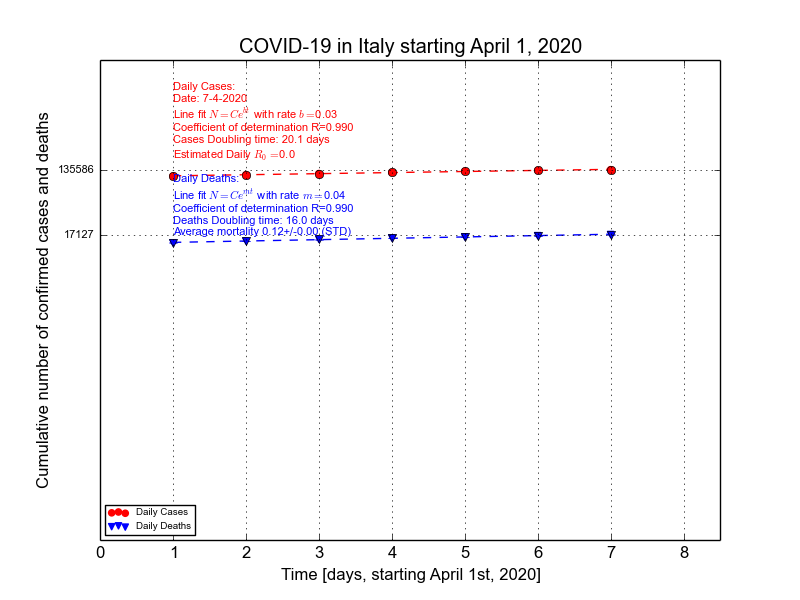 COVID-19 in Italy starting April 1, 2020
Cumulative number of confirmed cases and deaths
Daily Cases:
Date: 7-4-2020
Line fit N=Ce^{bt} with rate b=0.03
Coefficient of determination R=0.990
Cases Doubling time: 20.1 days
Estimated Daily R_0=0.0
135586
Daily Deaths:
Line fit N=Ce^{mt} with rate m=0.04
Coefficient of determination R=0.990
Deaths Doubling time: 16.0 days
Average mortality 0.12+/-0.00 (STD)
17127
Daily Cases
Daily Deaths
0 1 2 3 4 5 6 7 8
Time [days, starting April 1st, 2020]